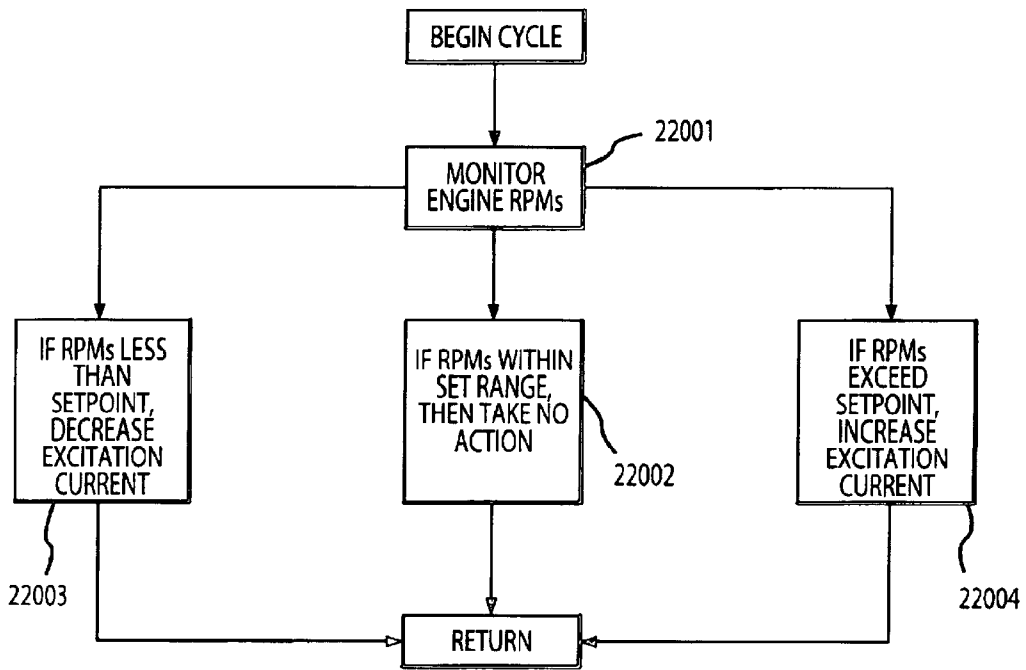 BEGIN CYCLE
22001
MONITOR
ENGINE RPMs
IF RPMs LESS
THAN
SETPOINT,
DECREASE
EXCITATION
CURRENT
22003
IF RPMs WITHIN
SET RANGE,
THEN TAKE NO
ACTION
22002
IF RPMs
EXCEED
SETPOINT,
INCREASE
EXCITATION
CURRENT
22004
RETURN